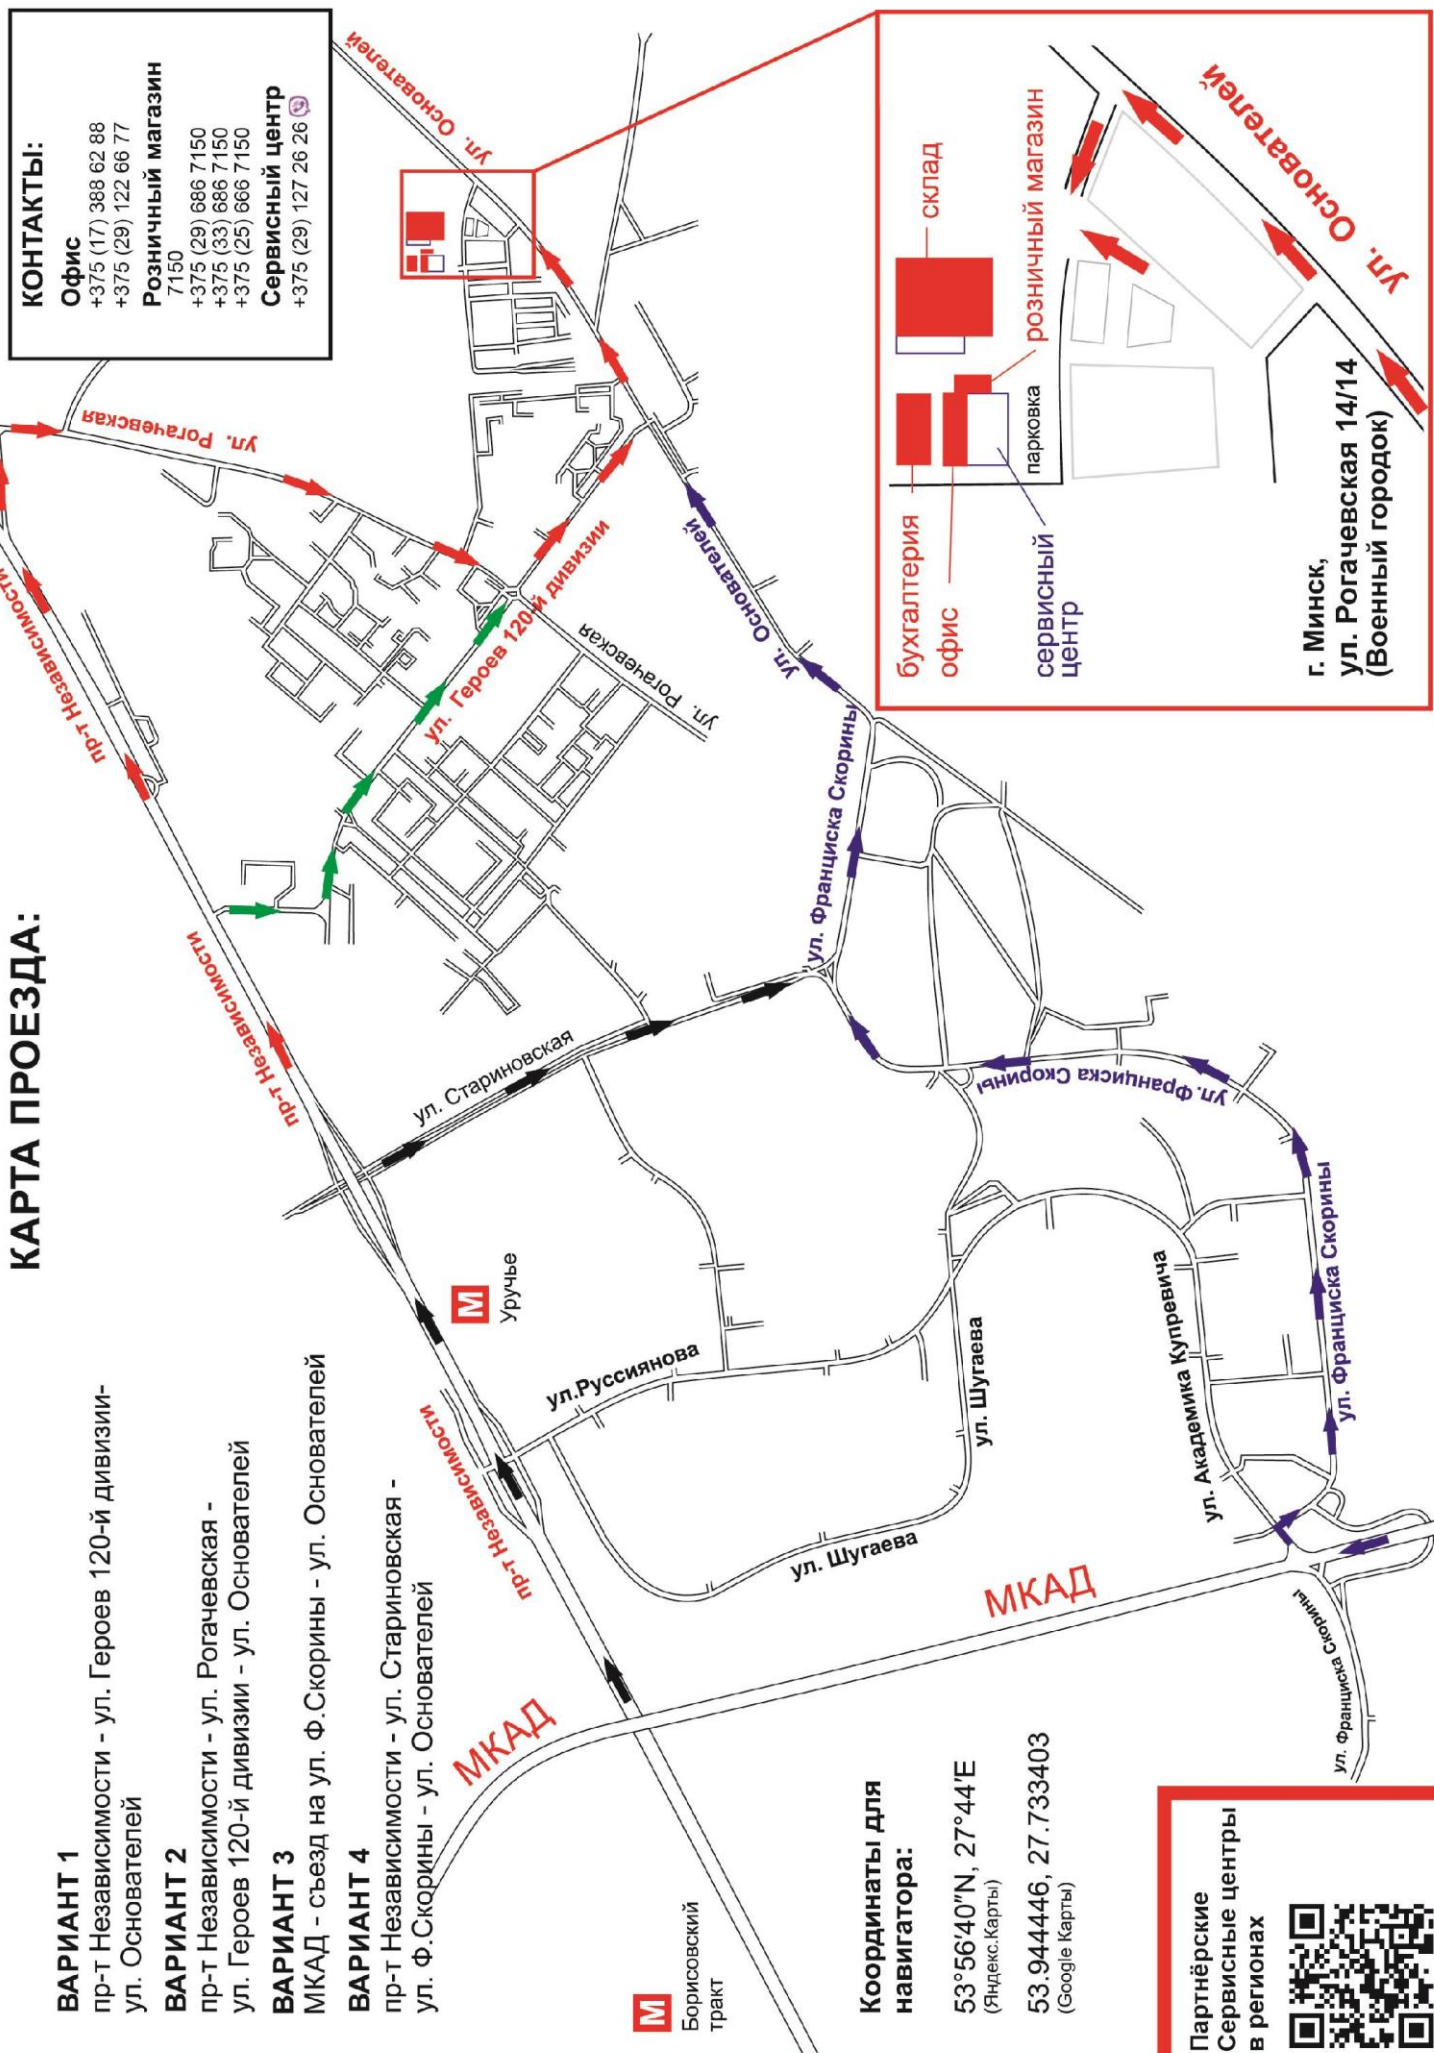 КАРТА ПРОЕЗДА:
ВАРИАНТ 1
пр-т Независимости - ул. Героев 120-й дивизии-
ул. Основателей
ВАРИАНТ 2
пр-т Независимости - ул. Рогачевская -
ул. Героев 120-й дивизии - ул. Основателей
ВАРИАНТ 3
МКАД - съезд на ул. Ф.Скорины - ул. Основателей
ВАРИАНТ 4
пр-т Независимости - ул. Стариновская -
ул. Ф.Скорины - ул. Основателей
КОНТАКТЫ:
Офис
+375 (17) 388 62 88
+375 (29) 122 66 77
Розничный магазин
7150
+375 (29) 686 7150
+375 (33) 686 7150
+375 (25) 666 7150
Сервисный центр
+375 (29) 127 26 26
пр-т Независимости
пр-т Независимости
пр-т Независимости
Независимости
ул. Рогачевская
ул. Рогачевская
ул. Основателей
ул. Героев 120-й дивизии
ул. Основателей
ул. Стариновская
ул. Франциска Скорины
ул. Франциска Скорины
ул. Франциска Скорины
ул. Франциска Скорины
М
Уручье
ул.Руссиянова
ул. Шугаева
ул. Шугаева
ул. Академика Купревича
МКАД
МКАД
М
Борисовский
тракт
Координаты для
навигатора:
53°56'40"N, 27°44'E
(Яндекс.Карты)
53.944446, 27.733403
(Google Карты)
Партнёрские
Сервисные центры
в регионах
бухгалтерия
офис
сервисный
центр
склад
розничный магазин
парковка
ул. Основателей
г. Минск,
ул. Рогачевская 14/14
(Военный городок)